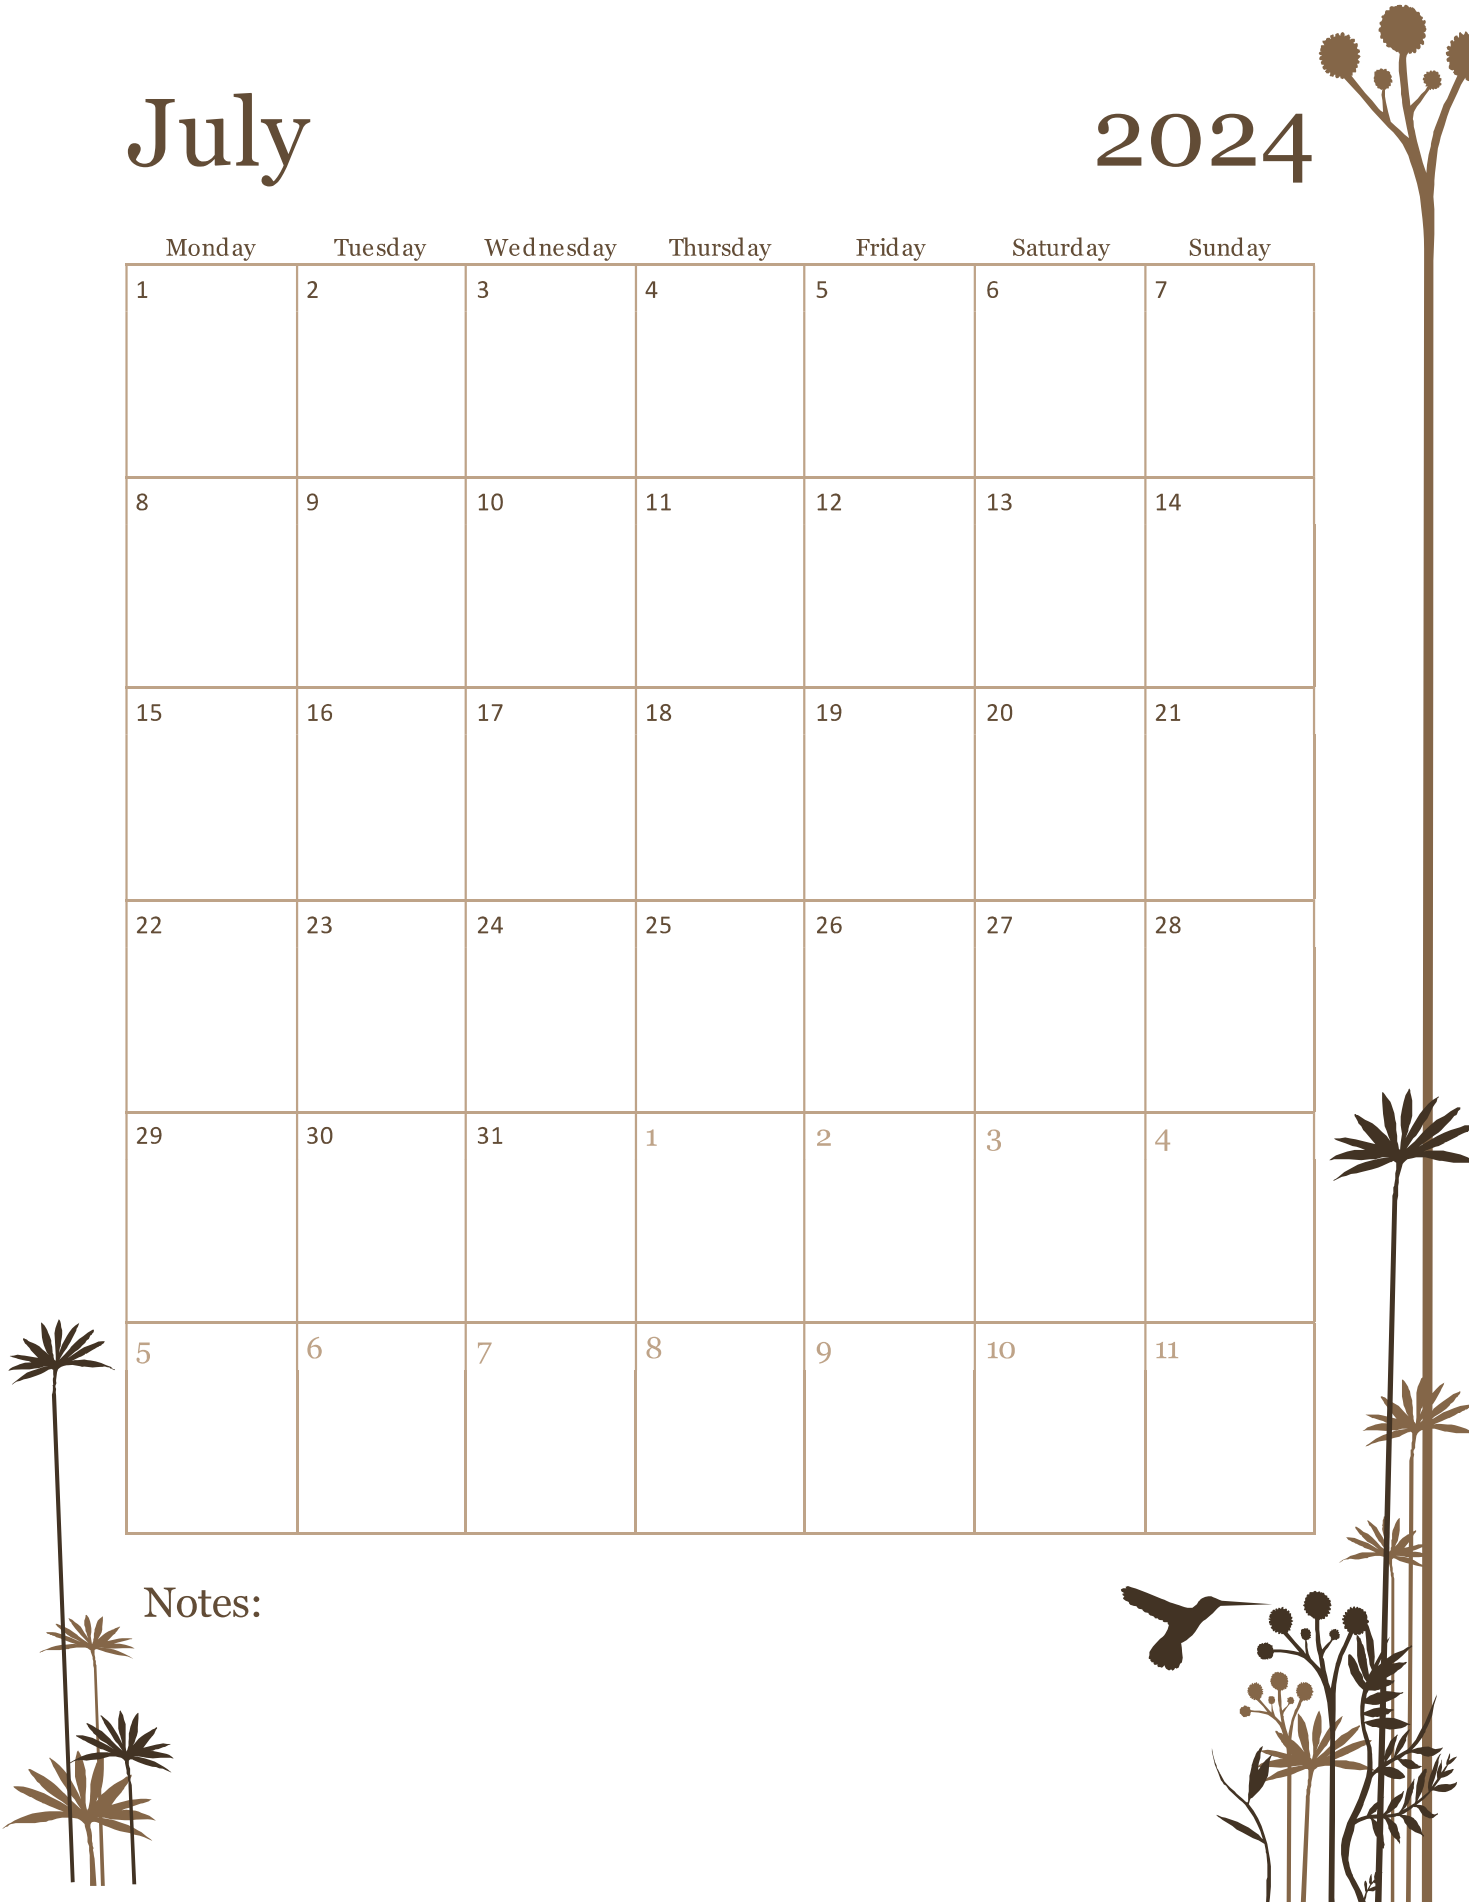 July 2024
Monday Tuesday Wednesday Thursday Friday Saturday Sunday
1 2 3 4 5 6 7
8 9 10 11 12 13 14
15 16 17 18 19 20 21
22 23 24 25 26 27 28
29 30 31 1 2 3 4
5 6 7 8 9 10 11
Notes: